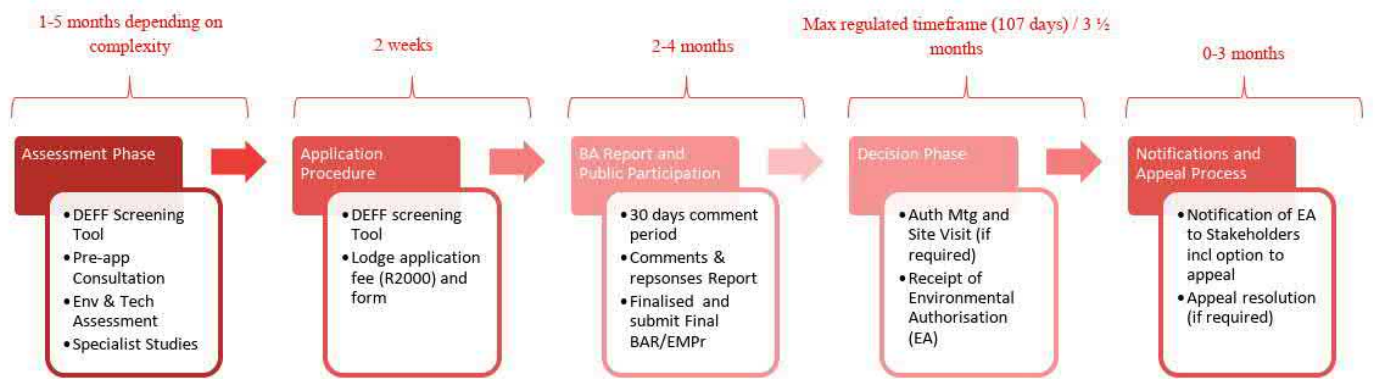 1-5 months depending on
complexity
2 weeks
2-4 months
Max regulated timeframe (107 days) / 3 ½
months
0-3 months
Assessment Phase
• DEFF Screening
Tool
• Pre-app
Consultation
• Env & Tech
Assessment
• Specialist Studies
Application
Procedure
• DEFF screening
Tool
• Lodge application
fee (R2000) and
form
BA Report and
Public Participation
• 30 days comment
period
• Comments &
repsonses Report
• Finalised and
submit Final
BAR/EMPr
Decision Phase
• Auth Mtg and
Site Visit (if
required)
• Receipt of
Environmental
Authorisation
(EA)
Notifications and
Appeal Process
• Notification of EA
to Stakeholders
incl option to
appeal
• Appeal resolution
(if required)